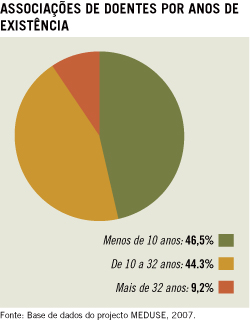 ASSOCIAÇÕES DE DOENTES POR ANOS DE
EXISTÊNCIA
Menos de 10 anos: 46,5%
De 10 a 32 anos: 44.3%
Mais de 32 anos: 9,2%
Fonte: Base de dados do projecto MEDUSE, 2007.